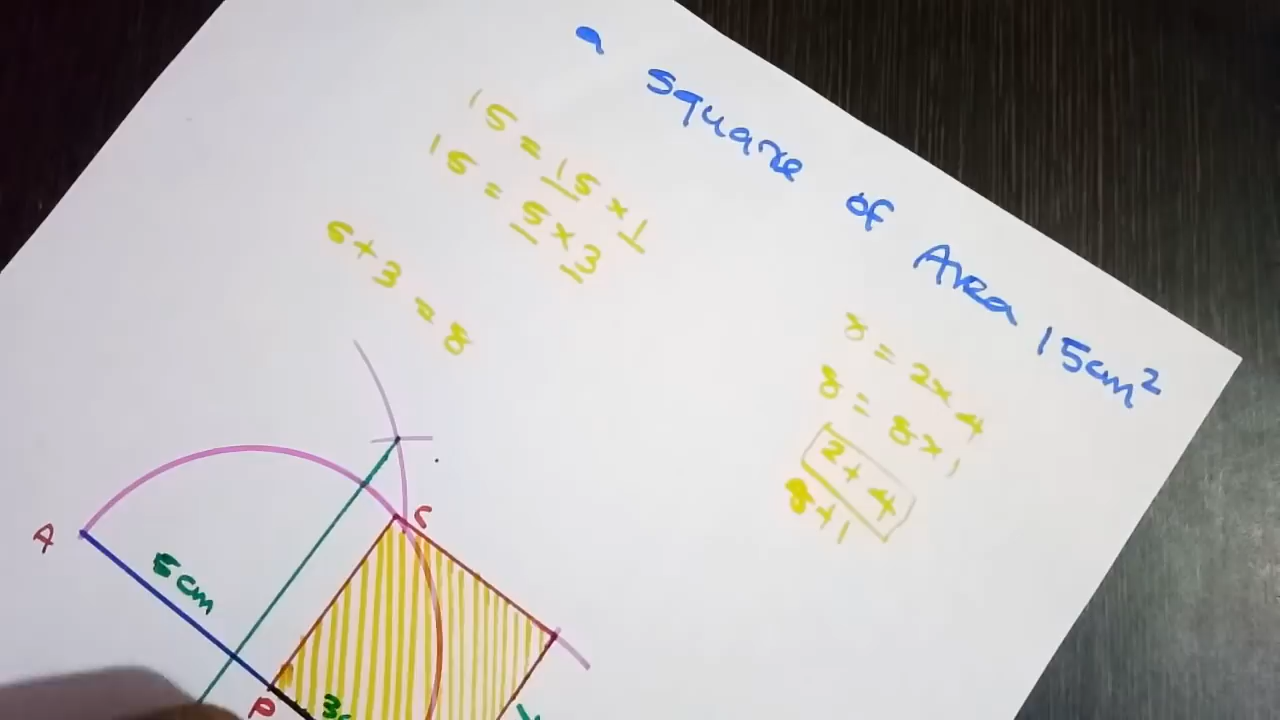 a square of Area 15cm²
15 = 15 × 1
15 = 5 × 3
5 + 3 = 8
8 = 2 × 4
8 = 8 × 1
2 + 4
8 + 1
C
A
5cm
P